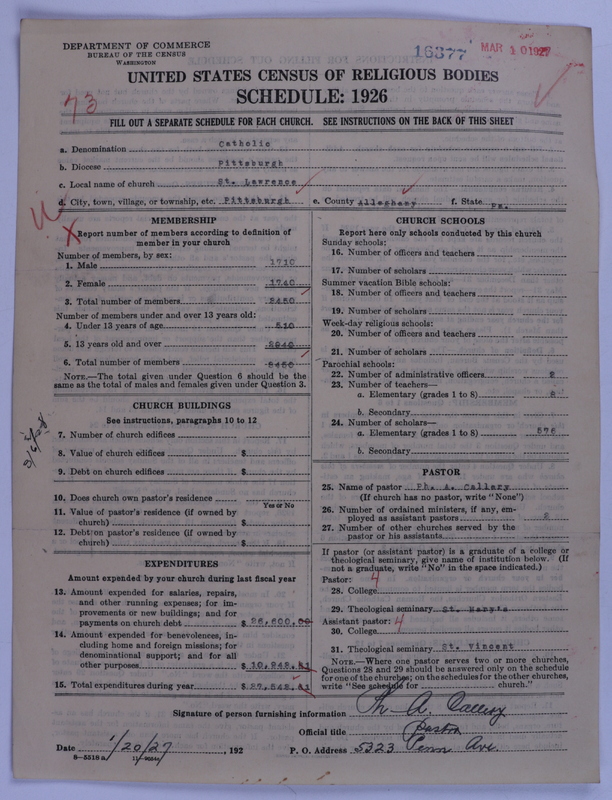 DEPARTMENT OF COMMERCE
BUREAU OF THE CENSUS
WASHINGTON
16377
MAR 10 1927
UNITED STATES CENSUS OF RELIGIOUS BODIES
SCHEDULE: 1926
73
FILL OUT A SEPARATE SCHEDULE FOR EACH CHURCH. SEE INSTRUCTIONS ON THE BACK OF THIS SHEET
a. Denomination Catholic
b. Diocese Pittsburgh
c. Local name of church St. Lawrence
d. City, town, village, or township, etc. Pittsburgh e. County Allegheny f. State Pa.
MEMBERSHIP
Report number of members according to definition of
member in your church
Number of members, by sex:
1. Male 1710
2. Female 1740
3. Total number of members 3450
Number of members under and over 13 years old:
4. Under 13 years of age 510
5. 13 years old and over 2940
6. Total number of members 3450
NOTE.—The total given under Question 6 should be the
same as the total of males and females given under Question 3.
CHURCH BUILDINGS
See instructions, paragraphs 10 to 12
7. Number of church edifices
8. Value of church edifices $
9. Debt on church edifices $
10. Does church own pastor's residence
Yes or No
11. Value of pastor's residence (if owned by
church) $
12. Debt on pastor's residence (if owned by
church) $
EXPENDITURES
Amount expended by your church during last fiscal year
13. Amount expended for salaries, repairs,
and other running expenses; for im-
provements or new buildings; and for
payments on church debt $ 26,600,00
14. Amount expended for benevolences, in-
cluding home and foreign missions; for
denominational support; and for all
other purposes $
15. Total expenditures during year $
CHURCH SCHOOLS
Report here only schools conducted by this church
Sunday schools:
16. Number of officers and teachers
17. Number of scholars
Summer vacation Bible schools:
18. Number of officers and teachers
19. Number of scholars
Week-day religious schools:
20. Number of officers and teachers
21. Number of scholars
Parochial schools:
22. Number of administrative officers
23. Number of teachers—
a. Elementary (grades 1 to 8)
b. Secondary
24. Number of scholars—
a. Elementary (grades 1 to 8) 576
b. Secondary
PASTOR
25. Name of pastor Ph. A. Callery
(If church has no pastor, write "None")
26. Number of ordained ministers, if any, em-
ployed as assistant pastors 2
27. Number of other churches served by the
pastor or his assistants
If pastor (or assistant pastor) is a graduate of a college or
theological seminary, give name of institution below. (If
not a graduate, write "No" in the space indicated.)
Pastor: 4
28. College
29. Theological seminary St. Mary's
Assistant pastor: 4
30. College
31. Theological seminary St. Vincent
NOTE.—Where one pastor serves two or more churches,
Questions 28 and 29 should be answered only on the schedule
for one of the churches; on the schedules for the other churches,
write "See schedule for church."
Signature of person furnishing information Ph. A. Callery
Official title Pastor
Date 1/20/27, 192 P. O. Address 5323 Penn Ave.
8-5518a